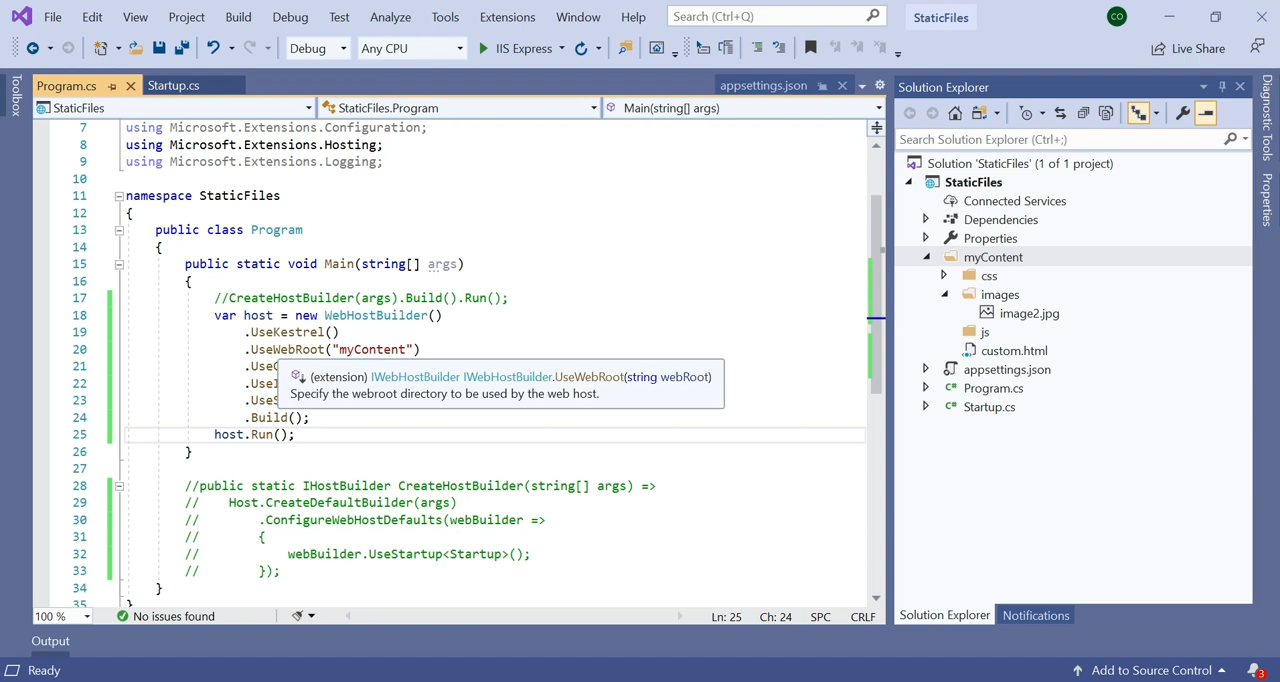 File Edit View Project Build Debug Test Analyze Tools Extensions Window Help Search (Ctrl+Q) StaticFiles CO
Debug Any CPU IIS Express Live Share
Toolbox
Program.cs Startup.cs appsettings.json
StaticFiles StaticFiles.Program Main(string[] args)
7 using Microsoft.Extensions.Configuration;
8 using Microsoft.Extensions.Hosting;
9 using Microsoft.Extensions.Logging;
10
11 namespace StaticFiles
12 {
13 public class Program
14 {
15 public static void Main(string[] args)
16 {
17 //CreateHostBuilder(args).Build().Run();
18 var host = new WebHostBuilder()
19 .UseKestrel()
20 .UseWebRoot("myContent")
21 .UseC
22 .UseI
23 .UseS
(extension) IWebHostBuilder IWebHostBuilder.UseWebRoot(string webRoot)
Specify the webroot directory to be used by the web host.
24 .Build();
25 host.Run();
26 }
27
28 //public static IHostBuilder CreateHostBuilder(string[] args) =>
29 // Host.CreateDefaultBuilder(args)
30 // .ConfigureWebHostDefaults(webBuilder =>
31 // {
32 // webBuilder.UseStartup<Startup>();
33 // });
34 }
35 }
100 % No issues found Ln: 25 Ch: 24 SPC CRLF
Solution Explorer
Search Solution Explorer (Ctrl+;)
Solution 'StaticFiles' (1 of 1 project)
StaticFiles
Connected Services
Dependencies
Properties
myContent
css
images
image2.jpg
js
custom.html
appsettings.json
C# Program.cs
C# Startup.cs
Solution Explorer Notifications
Diagnostic Tools
Properties
Output
Ready Add to Source Control 3